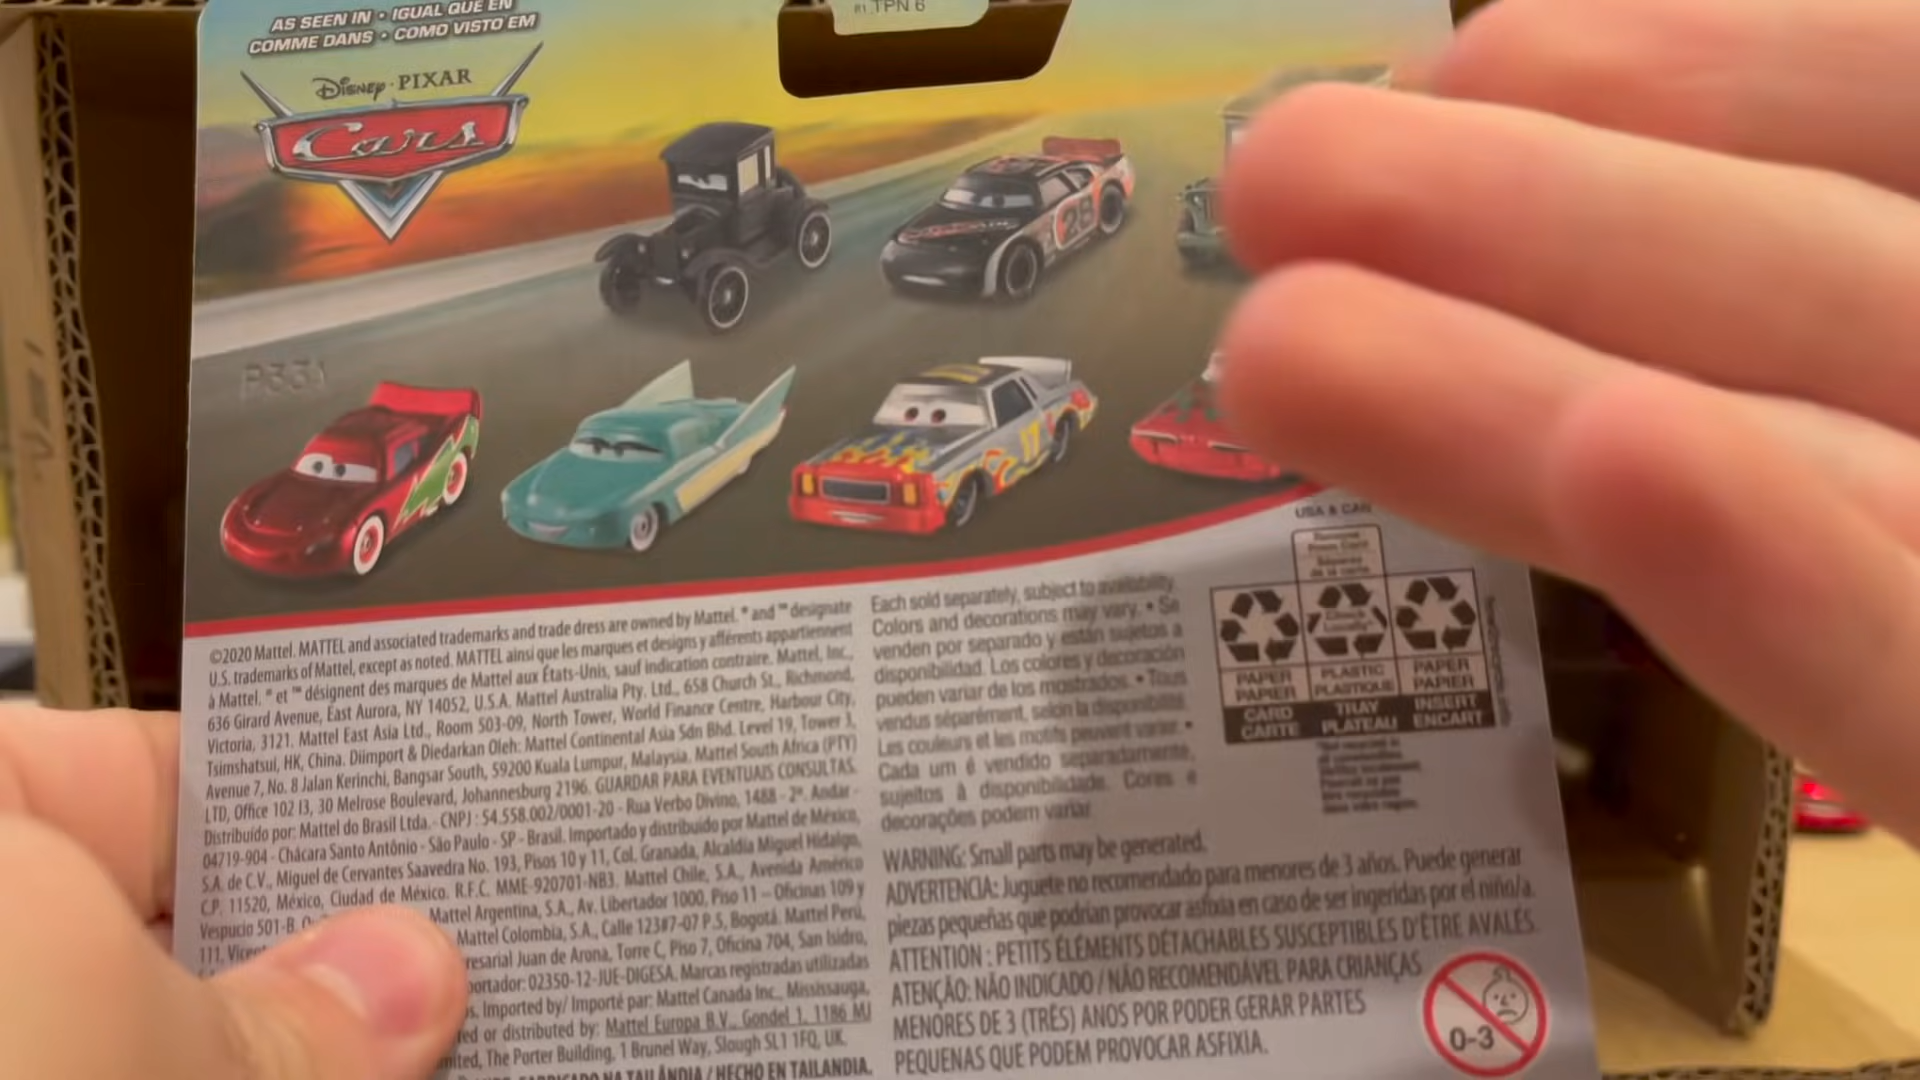 TPN 6
AS SEEN IN • IGUAL QUE EN
COMME DANS • COMO VISTO EM
Disney • PIXAR
Cars
28
P331
17
USA & CAN
©2020 Mattel. MATTEL and associated trademarks and trade dress are owned by Mattel. ® and ™ designate
U.S. trademarks of Mattel, except as noted. MATTEL ainsi que les marques et designs y afférents appartiennent
à Mattel. ® et ™ désignent des marques de Mattel aux États-Unis, sauf indication contraire. Mattel, Inc.,
636 Girard Avenue, East Aurora, NY 14052, U.S.A. Mattel Australia Pty. Ltd., 658 Church St., Richmond,
Victoria, 3121. Mattel East Asia Ltd., Room 503-09, North Tower, World Finance Centre, Harbour City,
Tsimshatsui, HK, China. Diimport & Diedarkan Oleh: Mattel Continental Asia Sdn Bhd. Level 19, Tower 3,
Avenue 7, No. 8 Jalan Kerinchi, Bangsar South, 59200 Kuala Lumpur, Malaysia. Mattel South Africa (PTY)
LTD, Office 102 I3, 30 Melrose Boulevard, Johannesburg 2196. GUARDAR PARA EVENTUAIS CONSULTAS.
Distribuído por: Mattel do Brasil Ltda. - CNPJ : 54.558.002/0001-20 - Rua Verbo Divino, 1488 - 2º. Andar -
04719-904 - Chácara Santo Antônio - São Paulo - SP - Brasil. Importado y distribuido por Mattel de México,
S.A. de C.V., Miguel de Cervantes Saavedra No. 193, Pisos 10 y 11, Col. Granada, Alcaldía Miguel Hidalgo,
C.P. 11520, México, Ciudad de México. R.F.C. MME-920701-NB3. Mattel Chile, S.A., Avenida Américo
Vespucio 501-B. Mattel Argentina, S.A., Av. Libertador 1000, Piso 11 – Oficinas 109 y
111, Mattel Colombia, S.A., Calle 123#7-07 P.5, Bogotá. Mattel Perú,
resarial Juan de Arona, Torre C, Piso 7, Oficina 704, San Isidro,
portador: 02350-12-JUE-DIGESA. Marcas registradas utilizadas
Imported by/ Importé par: Mattel Canada Inc., Mississauga,
or distributed by: Mattel Europa B.V., Gondel 1, 1186 MJ
The Porter Building, 1 Brunel Way, Slough SL1 1FQ, UK.
FABRICADO NA TAILÂNDIA / HECHO EN TAILANDIA.
Each sold separately, subject to availability.
Colors and decorations may vary. • Se
venden por separado y están sujetos a
disponibilidad. Los colores y decoración
pueden variar de los mostrados. • Tous
vendus séparément, selon la disponibilité.
Les couleurs et les motifs peuvent varier. •
Cada um é vendido separadamente,
sujeitos à disponibilidade. Cores e
decorações podem variar.
PAPER
PAPIER
CARD
CARTE
PLASTIC
PLASTIQUE
TRAY
PLATEAU
PAPER
PAPIER
INSERT
ENCART
WARNING: Small parts may be generated.
ADVERTENCIA: Juguete no recomendado para menores de 3 años. Puede generar
piezas pequeñas que podrían provocar asfixia en caso de ser ingeridas por el niño/a.
ATTENTION : PETITS ÉLÉMENTS DÉTACHABLES SUSCEPTIBLES D'ÊTRE AVALÉS.
ATENÇÃO: NÃO INDICADO / NÃO RECOMENDÁVEL PARA CRIANÇAS
MENORES DE 3 (TRÊS) ANOS POR PODER GERAR PARTES
PEQUENAS QUE PODEM PROVOCAR ASFIXIA.
0-3